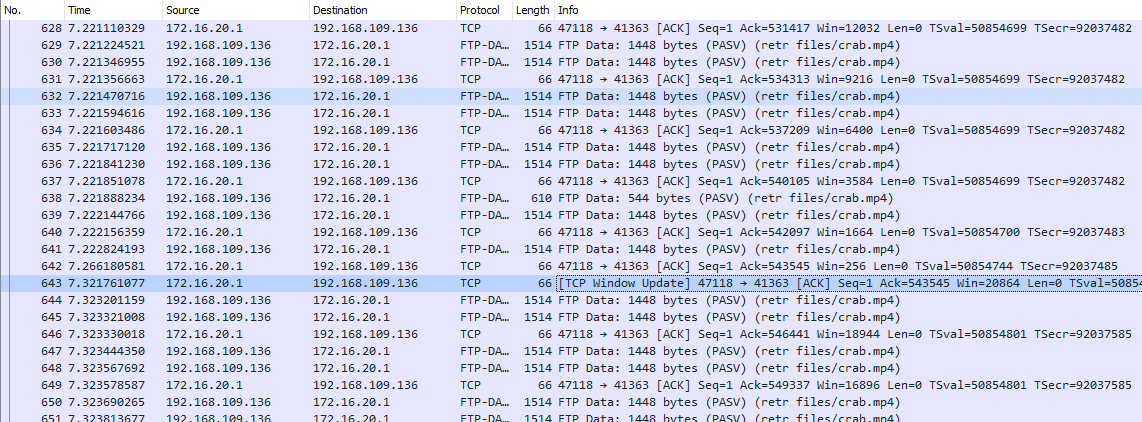 No. Time Source Destination Protocol Length Info
628 7.221110329 172.16.20.1 192.168.109.136 TCP 66 47118 → 41363 [ACK] Seq=1 Ack=531417 Win=12032 Len=0 TSval=50854699 TSecr=92037482
629 7.221224521 192.168.109.136 172.16.20.1 FTP-DA… 1514 FTP Data: 1448 bytes (PASV) (retr files/crab.mp4)
630 7.221346955 192.168.109.136 172.16.20.1 FTP-DA… 1514 FTP Data: 1448 bytes (PASV) (retr files/crab.mp4)
631 7.221356663 172.16.20.1 192.168.109.136 TCP 66 47118 → 41363 [ACK] Seq=1 Ack=534313 Win=9216 Len=0 TSval=50854699 TSecr=92037482
632 7.221470716 192.168.109.136 172.16.20.1 FTP-DA… 1514 FTP Data: 1448 bytes (PASV) (retr files/crab.mp4)
633 7.221594616 192.168.109.136 172.16.20.1 FTP-DA… 1514 FTP Data: 1448 bytes (PASV) (retr files/crab.mp4)
634 7.221603486 172.16.20.1 192.168.109.136 TCP 66 47118 → 41363 [ACK] Seq=1 Ack=537209 Win=6400 Len=0 TSval=50854699 TSecr=92037482
635 7.221717120 192.168.109.136 172.16.20.1 FTP-DA… 1514 FTP Data: 1448 bytes (PASV) (retr files/crab.mp4)
636 7.221841230 192.168.109.136 172.16.20.1 FTP-DA… 1514 FTP Data: 1448 bytes (PASV) (retr files/crab.mp4)
637 7.221851078 172.16.20.1 192.168.109.136 TCP 66 47118 → 41363 [ACK] Seq=1 Ack=540105 Win=3584 Len=0 TSval=50854699 TSecr=92037482
638 7.221888234 192.168.109.136 172.16.20.1 FTP-DA… 610 FTP Data: 544 bytes (PASV) (retr files/crab.mp4)
639 7.222144766 192.168.109.136 172.16.20.1 FTP-DA… 1514 FTP Data: 1448 bytes (PASV) (retr files/crab.mp4)
640 7.222156359 172.16.20.1 192.168.109.136 TCP 66 47118 → 41363 [ACK] Seq=1 Ack=542097 Win=1664 Len=0 TSval=50854700 TSecr=92037483
641 7.222824193 192.168.109.136 172.16.20.1 FTP-DA… 1514 FTP Data: 1448 bytes (PASV) (retr files/crab.mp4)
642 7.266180581 172.16.20.1 192.168.109.136 TCP 66 47118 → 41363 [ACK] Seq=1 Ack=543545 Win=256 Len=0 TSval=50854744 TSecr=92037485
643 7.321761077 172.16.20.1 192.168.109.136 TCP 66 [TCP Window Update] 47118 → 41363 [ACK] Seq=1 Ack=543545 Win=20864 Len=0 TSval=50854
644 7.323201159 192.168.109.136 172.16.20.1 FTP-DA… 1514 FTP Data: 1448 bytes (PASV) (retr files/crab.mp4)
645 7.323321008 192.168.109.136 172.16.20.1 FTP-DA… 1514 FTP Data: 1448 bytes (PASV) (retr files/crab.mp4)
646 7.323330018 172.16.20.1 192.168.109.136 TCP 66 47118 → 41363 [ACK] Seq=1 Ack=546441 Win=18944 Len=0 TSval=50854801 TSecr=92037585
647 7.323444350 192.168.109.136 172.16.20.1 FTP-DA… 1514 FTP Data: 1448 bytes (PASV) (retr files/crab.mp4)
648 7.323567692 192.168.109.136 172.16.20.1 FTP-DA… 1514 FTP Data: 1448 bytes (PASV) (retr files/crab.mp4)
649 7.323578587 172.16.20.1 192.168.109.136 TCP 66 47118 → 41363 [ACK] Seq=1 Ack=549337 Win=16896 Len=0 TSval=50854801 TSecr=92037585
650 7.323690265 192.168.109.136 172.16.20.1 FTP-DA… 1514 FTP Data: 1448 bytes (PASV) (retr files/crab.mp4)
651 7.323813677 192.168.109.136 172.16.20.1 FTP-DA… 1514 FTP Data: 1448 bytes (PASV) (retr files/crab.mp4)